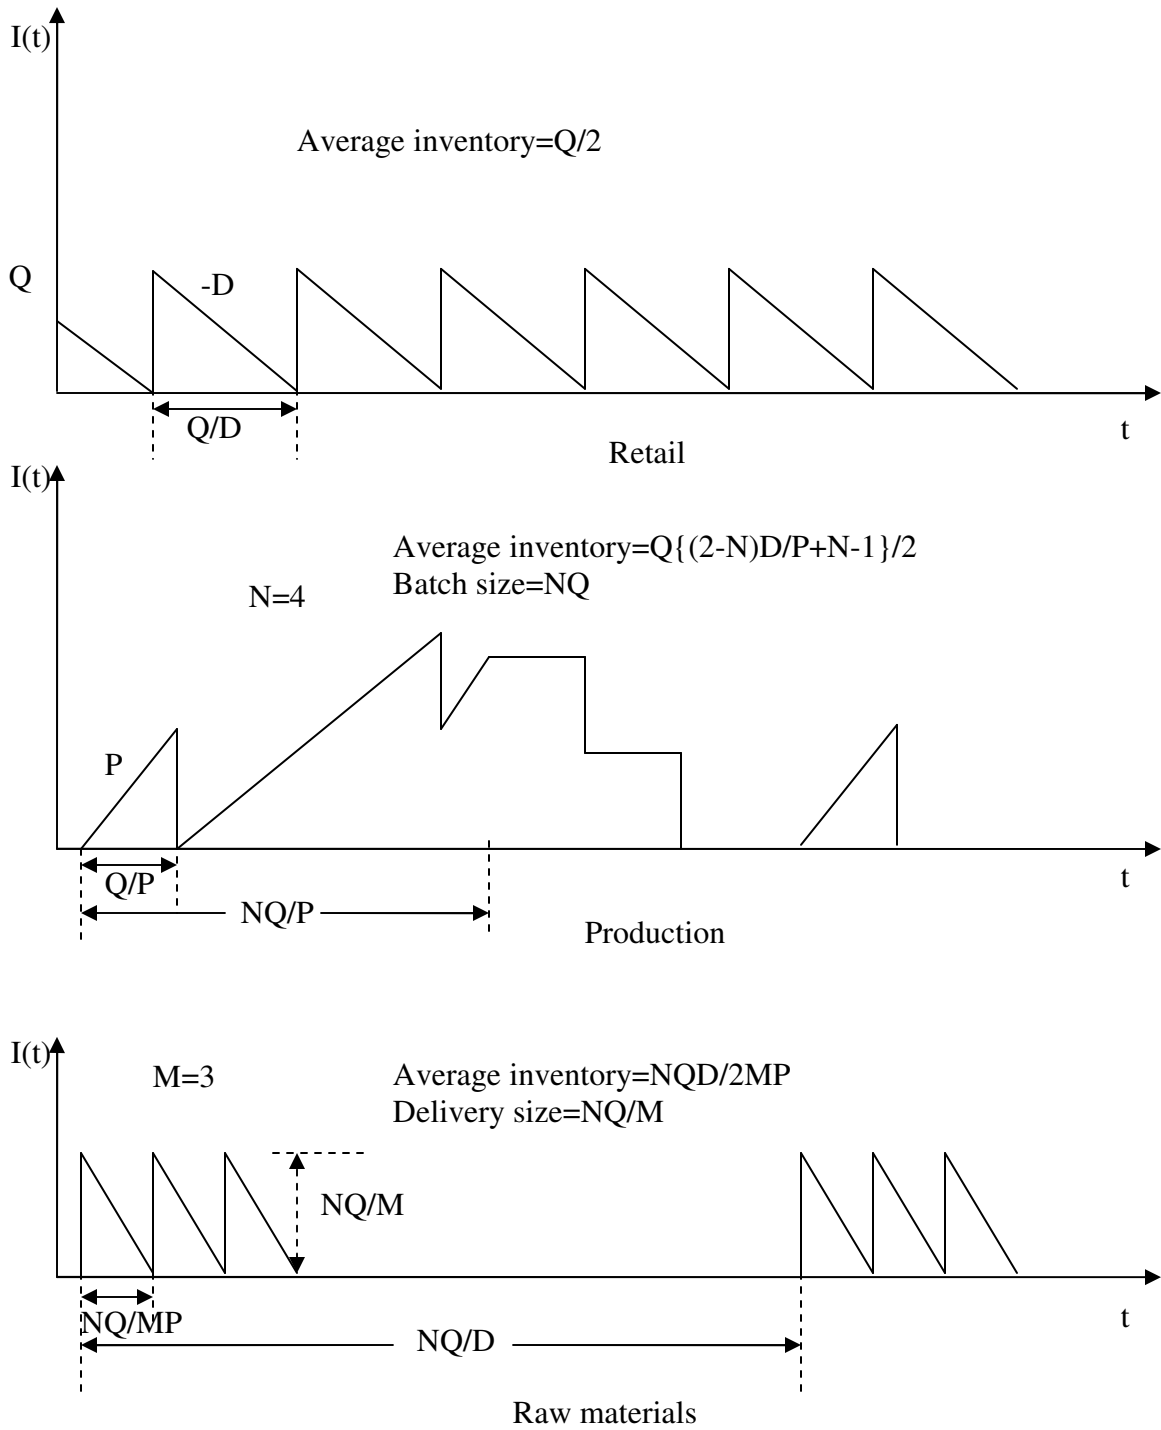 I(t)
Average inventory=Q/2
Q
-D
Q/D
t
Retail
I(t)
Average inventory=Q{(2-N)D/P+N-1}/2
Batch size=NQ
N=4
P
Q/P
t
NQ/P
Production
I(t)
M=3
Average inventory=NQD/2MP
Delivery size=NQ/M
NQ/M
NQ/MP
t
NQ/D
Raw materials